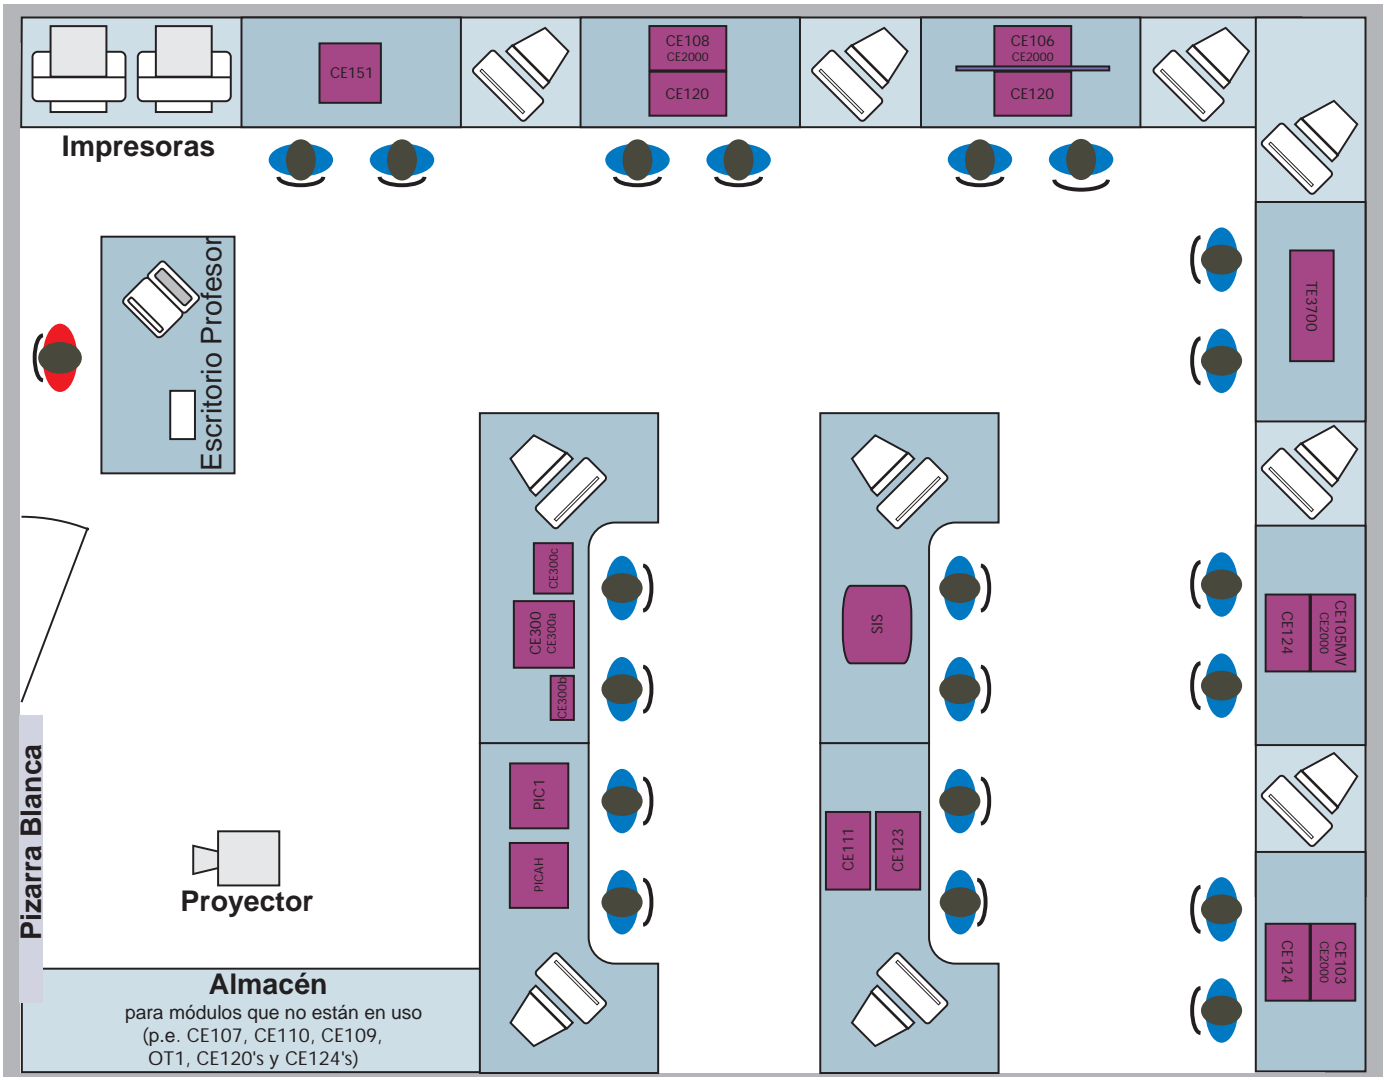 CE151
CE108
CE2000
CE120
CE106
CE2000
CE120
Impresoras
Escritorio Profesor
TE3700
CE300c
CE300
CE300a
CE300b
SIS
CE105MV
CE2000
CE124
PIC1
PICAH
CE111
CE123
Pizarra Blanca
Proyector
CE103
CE2000
CE124
Almacén
para módulos que no están en uso
(p.e. CE107, CE110, CE109,
OT1, CE120's y CE124's)